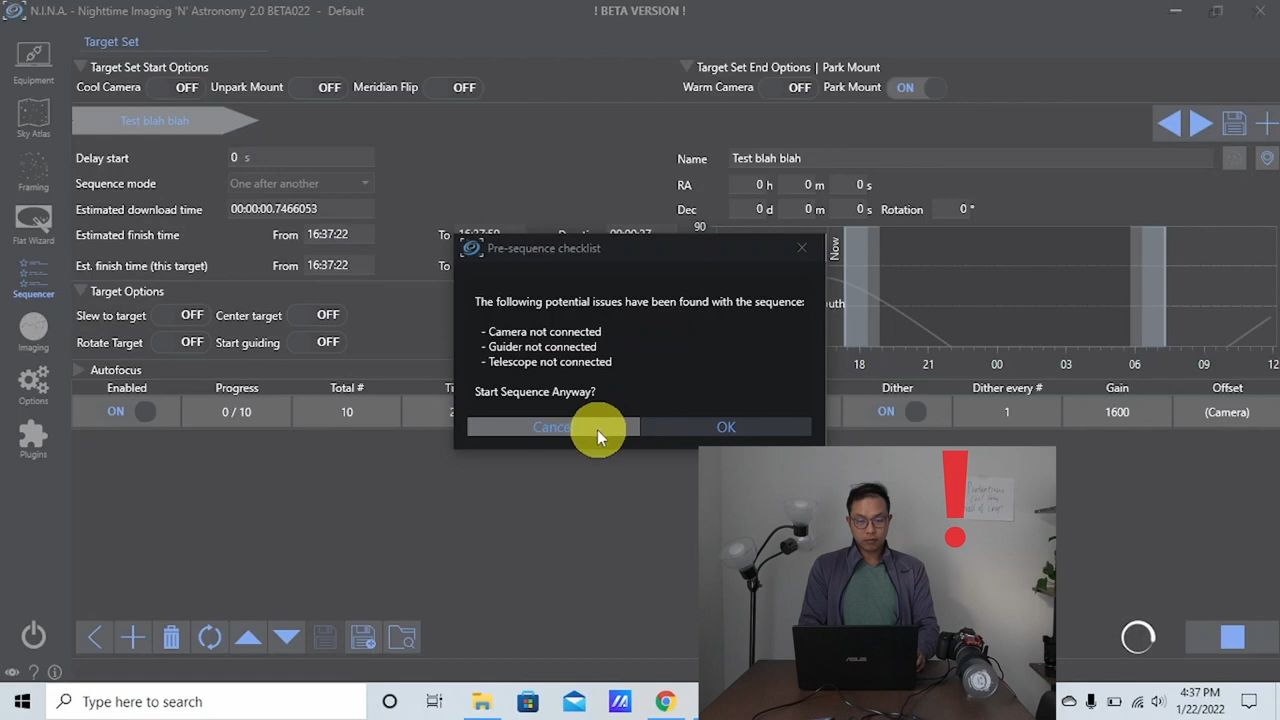 N.I.N.A. - Nighttime Imaging 'N' Astronomy 2.0 BETA022 - Default
! BETA VERSION !
Target Set
Target Set Start Options
Target Set End Options | Park Mount
Cool Camera OFF Unpark Mount OFF Meridian Flip OFF
Warm Camera OFF Park Mount ON
Test blah blah
Delay start 0 s
Name Test blah blah
Sequence mode One after another
RA 0 h 0 m 0 s
Estimated download time 00:00:00.7466053
Dec 0 d 0 m 0 s Rotation 0 °
Estimated finish time From 16:37:22 To
90
Est. finish time (this target) From 16:37:22 To
Now
Target Options
Slew to target OFF Center target OFF
Rotate Target OFF Start guiding OFF
18 21 00 03 06 09 12
Autofocus
Enabled Progress Total #
Dither Dither every # Gain Offset
ON 0 / 10 10
ON 1 1600 (Camera)
Pre-sequence checklist
The following potential issues have been found with the sequence:
- Camera not connected
- Guider not connected
- Telescope not connected
Start Sequence Anyway?
Cance
OK
Equipment
Sky Atlas
Framing
Flat Wizard
Sequencer
Imaging
Options
Plugins
ASUS
Type here to search
4:37 PM
1/22/2022